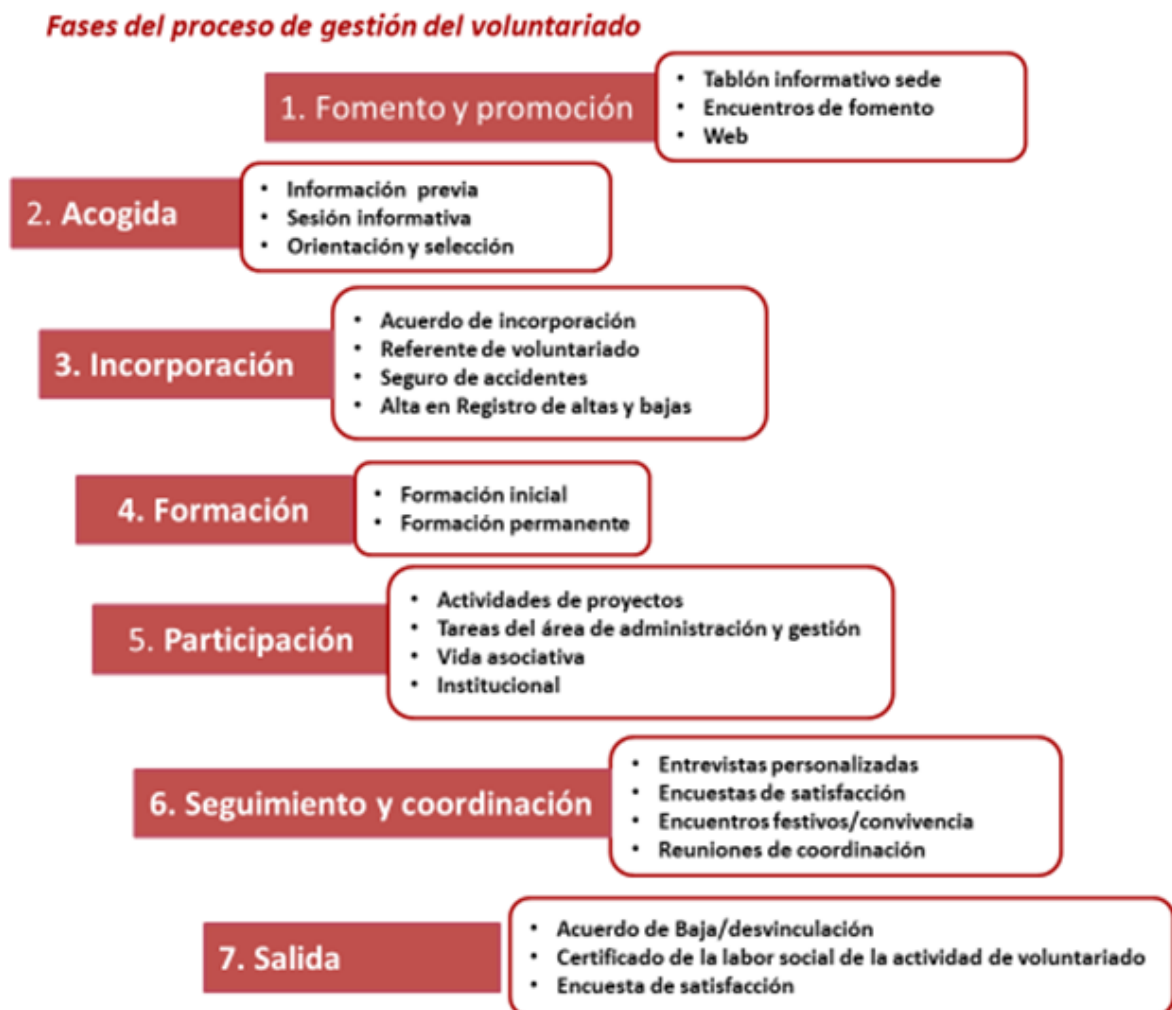 Fases del proceso de gestión del voluntariado
1. Fomento y promoción
• Tablón informativo sede
• Encuentros de fomento
• Web
2. Acogida
• Información previa
• Sesión informativa
• Orientación y selección
3. Incorporación
• Acuerdo de incorporación
• Referente de voluntariado
• Seguro de accidentes
• Alta en Registro de altas y bajas
4. Formación
• Formación inicial
• Formación permanente
5. Participación
• Actividades de proyectos
• Tareas del área de administración y gestión
• Vida asociativa
• Institucional
6. Seguimiento y coordinación
• Entrevistas personalizadas
• Encuestas de satisfacción
• Encuentros festivos/convivencia
• Reuniones de coordinación
7. Salida
• Acuerdo de Baja/desvinculación
• Certificado de la labor social de la actividad de voluntariado
• Encuesta de satisfacción